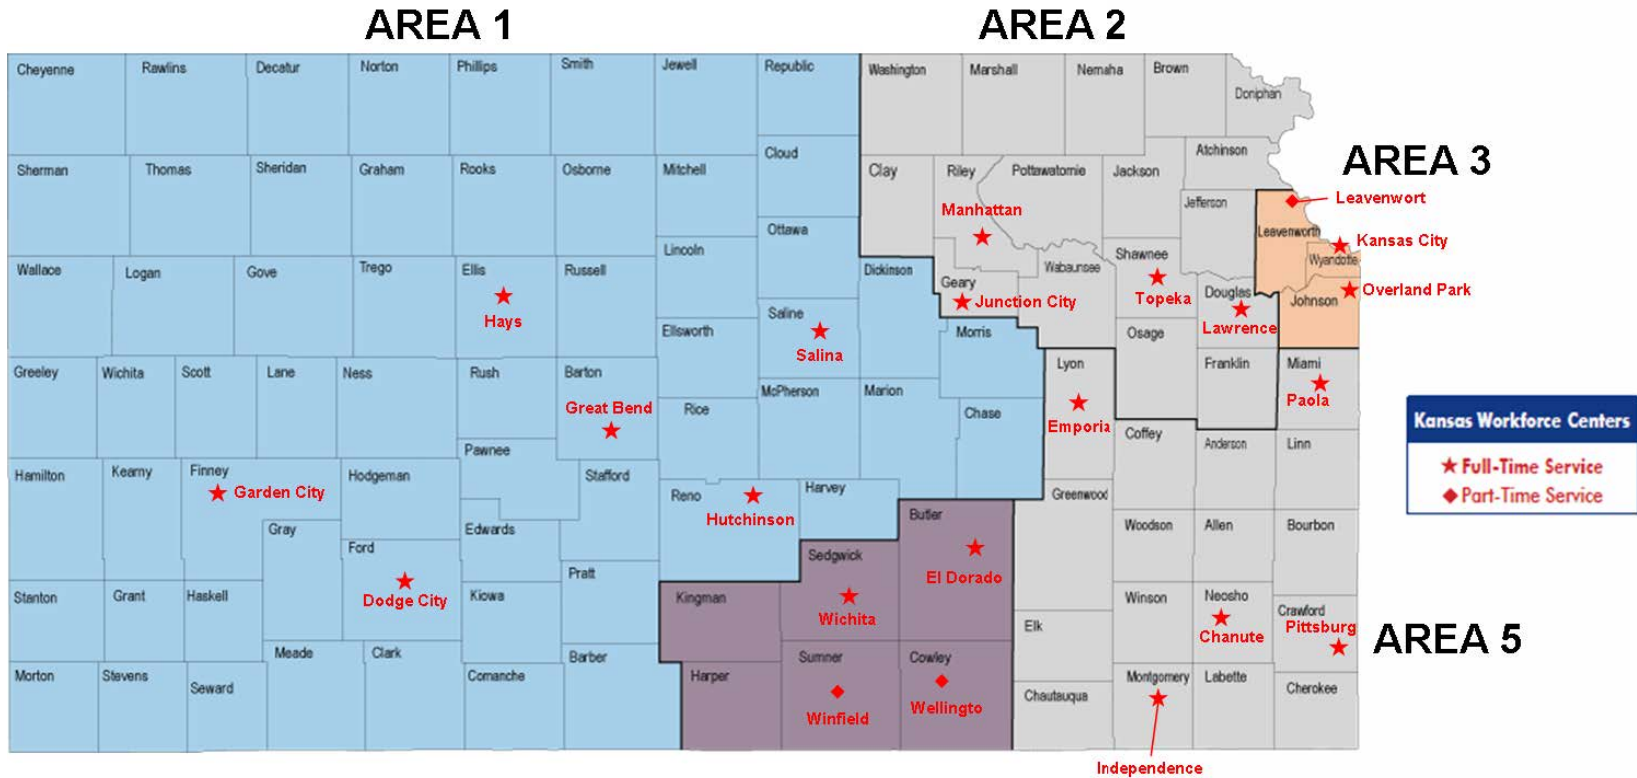 AREA 1
AREA 2
Cheyenne
Rawlins
Decatur
Norton
Phillips
Smith
Jewell
Republic
Washington
Marshall
Nemaha
Brown
Doniphan
Sherman
Thomas
Sheridan
Graham
Rooks
Osborne
Mitchell
Cloud
Clay
Riley
Pottawatomie
Jackson
Atchinson
AREA 3
Manhattan
Jefferson
Leavenwort
Ottawa
Leavenworth
Kansas City
Wallace
Logan
Gove
Trego
Ellis
Russell
Lincoln
Dickinson
Wabaunsee
Shawnee
Wyandotte
Hays
Saline
Salina
Geary
Junction City
Topeka
Douglas
Lawrence
Johnson
Overland Park
Ellsworth
Morris
Osage
Greeley
Wichita
Scott
Lane
Ness
Rush
Barton
Great Bend
McPherson
Marion
Lyon
Emporia
Franklin
Miami
Paola
Rice
Chase
Coffey
Anderson
Linn
Kansas Workforce Centers
Full-Time Service
Part-Time Service
Hamilton
Kearny
Finney
Garden City
Hodgeman
Pawnee
Stafford
Reno
Hutchinson
Harvey
Greenwood
Gray
Ford
Dodge City
Edwards
Butler
El Dorado
Woodson
Allen
Bourbon
Stanton
Grant
Haskell
Kiowa
Pratt
Kingman
Sedgwick
Wichita
Elk
Winson
Neosho
Chanute
Crawford
Pittsburg
AREA 5
Morton
Stevens
Seward
Meade
Clark
Comanche
Barber
Harper
Sumner
Winfield
Cowley
Wellingto
Chautauqua
Montgomery
Labette
Cherokee
Independence